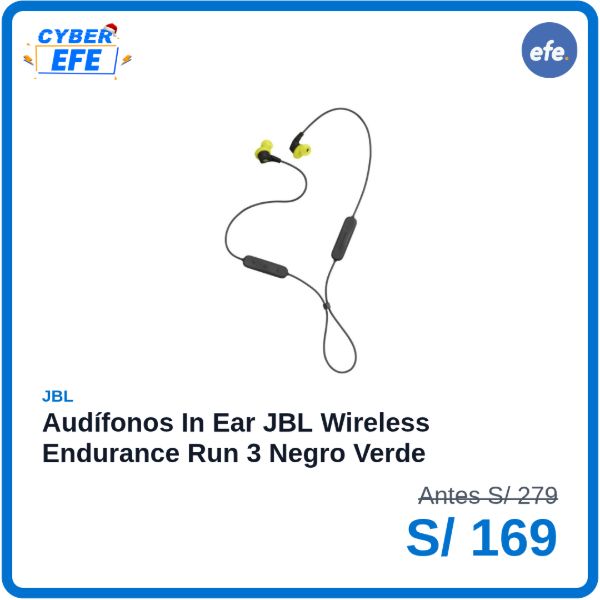 CYBER
EFE
efe.
JBL
Audífonos In Ear JBL Wireless
Endurance Run 3 Negro Verde
Antes S/ 279
S/ 169